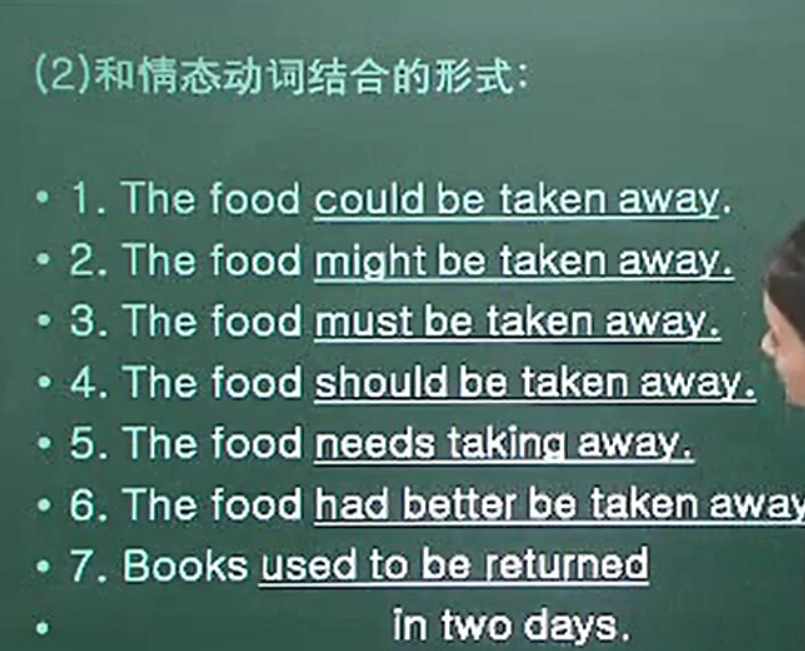 (2)和情态动词结合的形式:
• 1. The food could be taken away.
• 2. The food might be taken away.
• 3. The food must be taken away.
• 4. The food should be taken away.
• 5. The food needs taking away.
• 6. The food had better be taken away
• 7. Books used to be returned
• in two days.